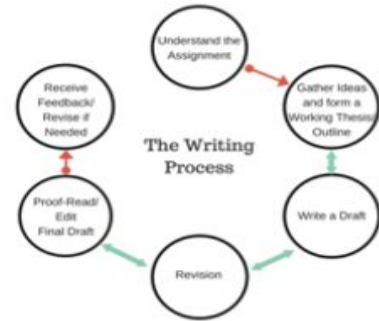 Understand the
Assignment
Gather Ideas
and form a
Working Thesis/
Outline
Write a Draft
Revision
Proof-Read/
Edit
Final Draft
Receive
Feedback/
Revise if
Needed
The Writing
Process